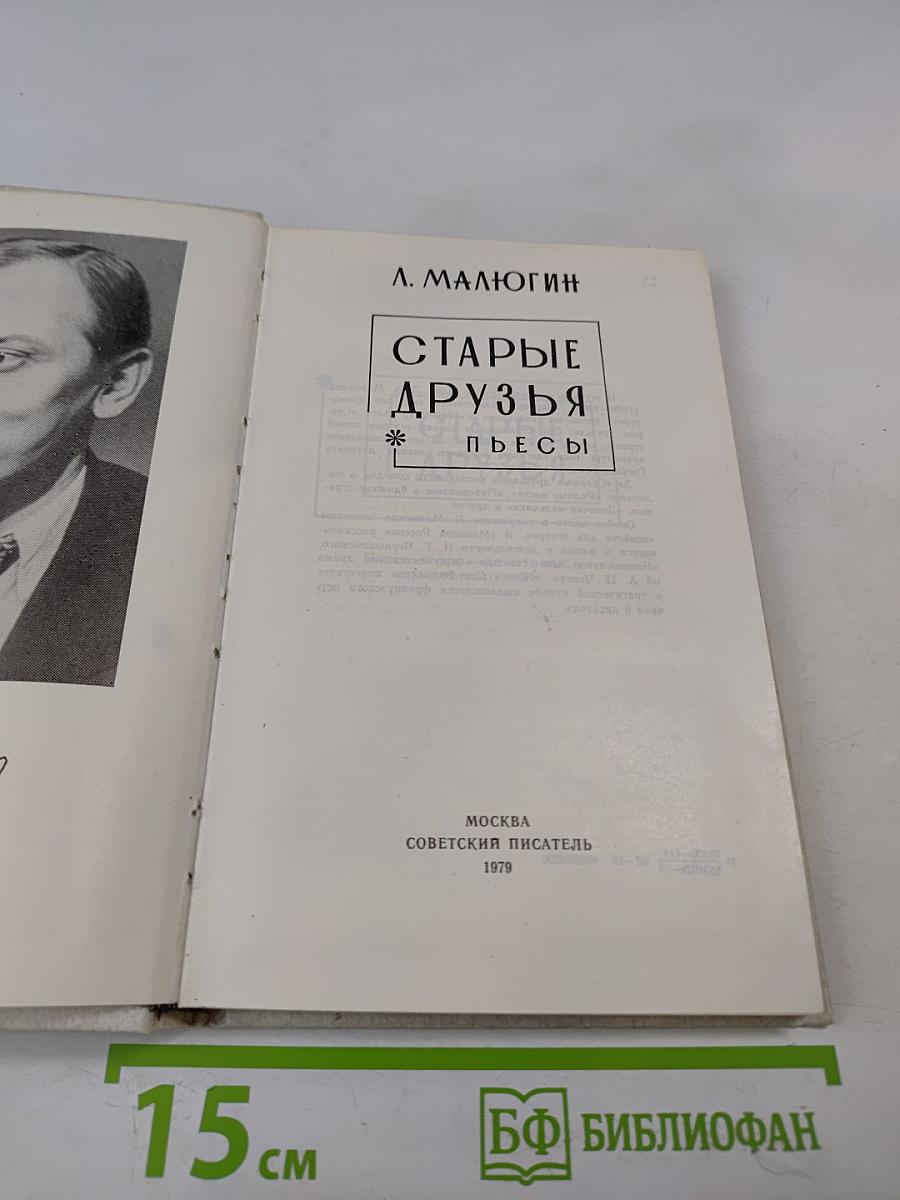 Л. МАЛЮГИН
СТАРЫЕ
ДРУЗЬЯ
* ПЬЕСЫ
МОСКВА
СОВЕТСКИЙ ПИСАТЕЛЬ
1979
15 см
БФ БИБЛИОФАН